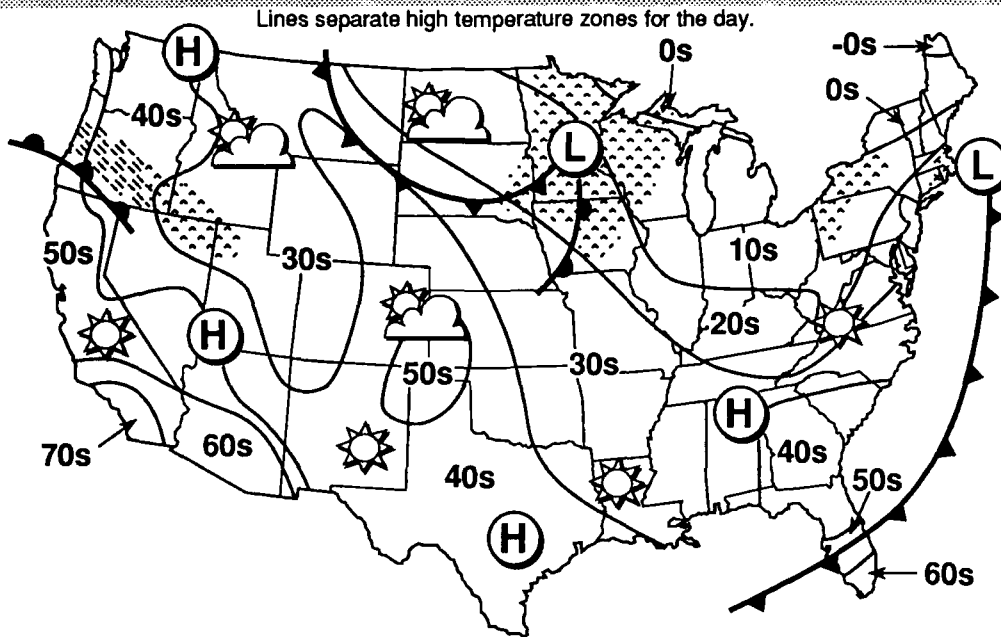 Lines separate high temperature zones for the day.
H
0s
-0s
0s
40s
L
L
50s
30s
10s
H
20s
50s
30s
H
70s
60s
40s
40s
50s
H
60s